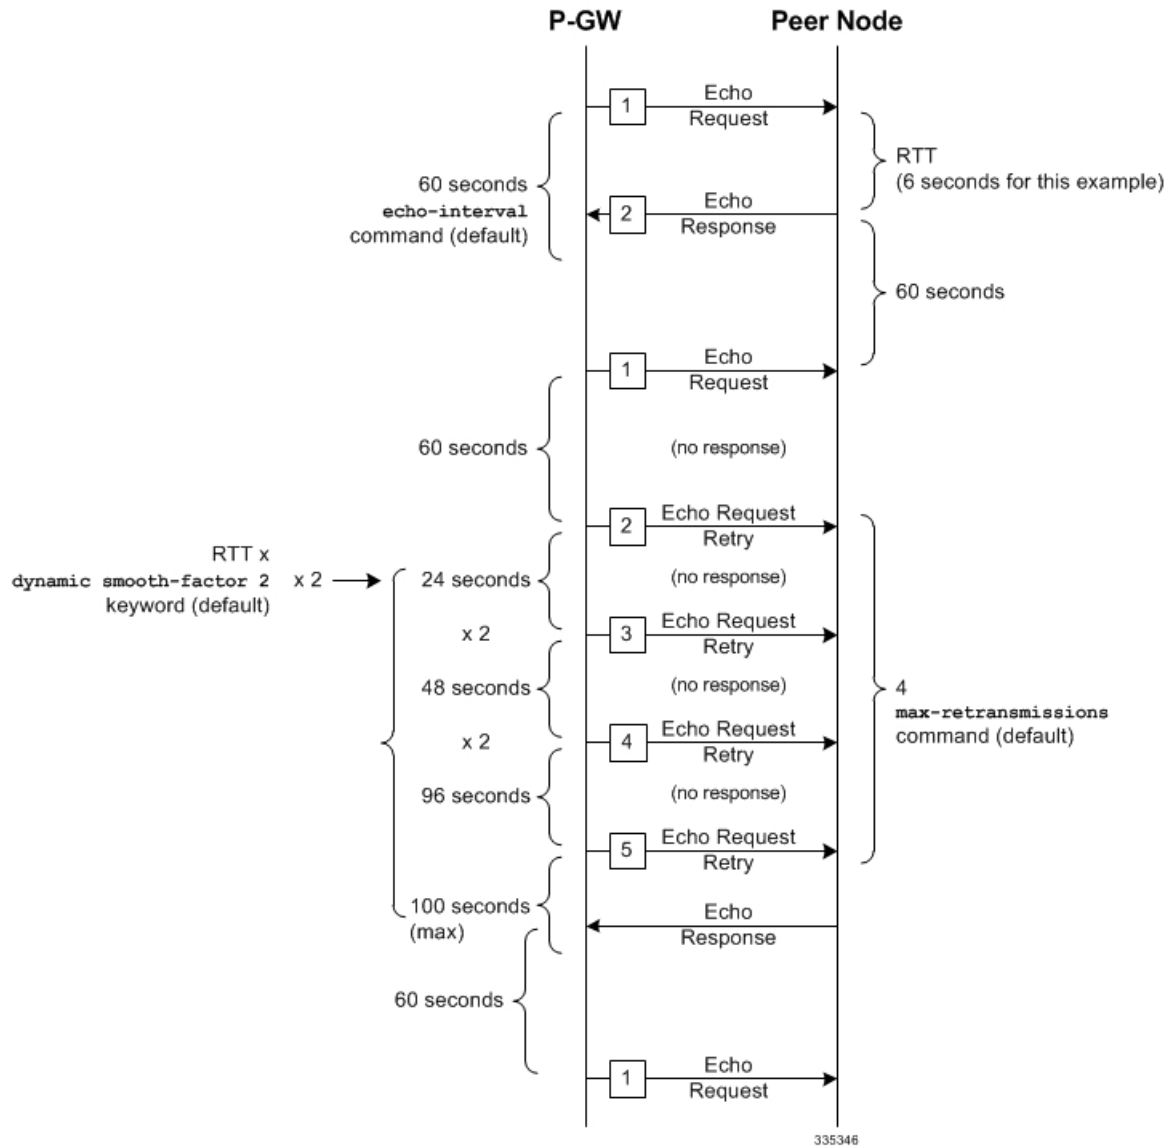 P-GW
Peer Node
1
Echo
Request
RTT
(6 seconds for this example)
60 seconds
echo-interval
command (default)
2
Echo
Response
60 seconds
1
Echo
Request
60 seconds
(no response)
2
Echo Request
Retry
RTT x
dynamic smooth-factor 2
keyword (default)
x 2
24 seconds
(no response)
x 2
3
Echo Request
Retry
48 seconds
(no response)
4
max-retransmissions
command (default)
x 2
4
Echo Request
Retry
96 seconds
(no response)
5
Echo Request
Retry
100 seconds
(max)
Echo
Response
60 seconds
1
Echo
Request
335346